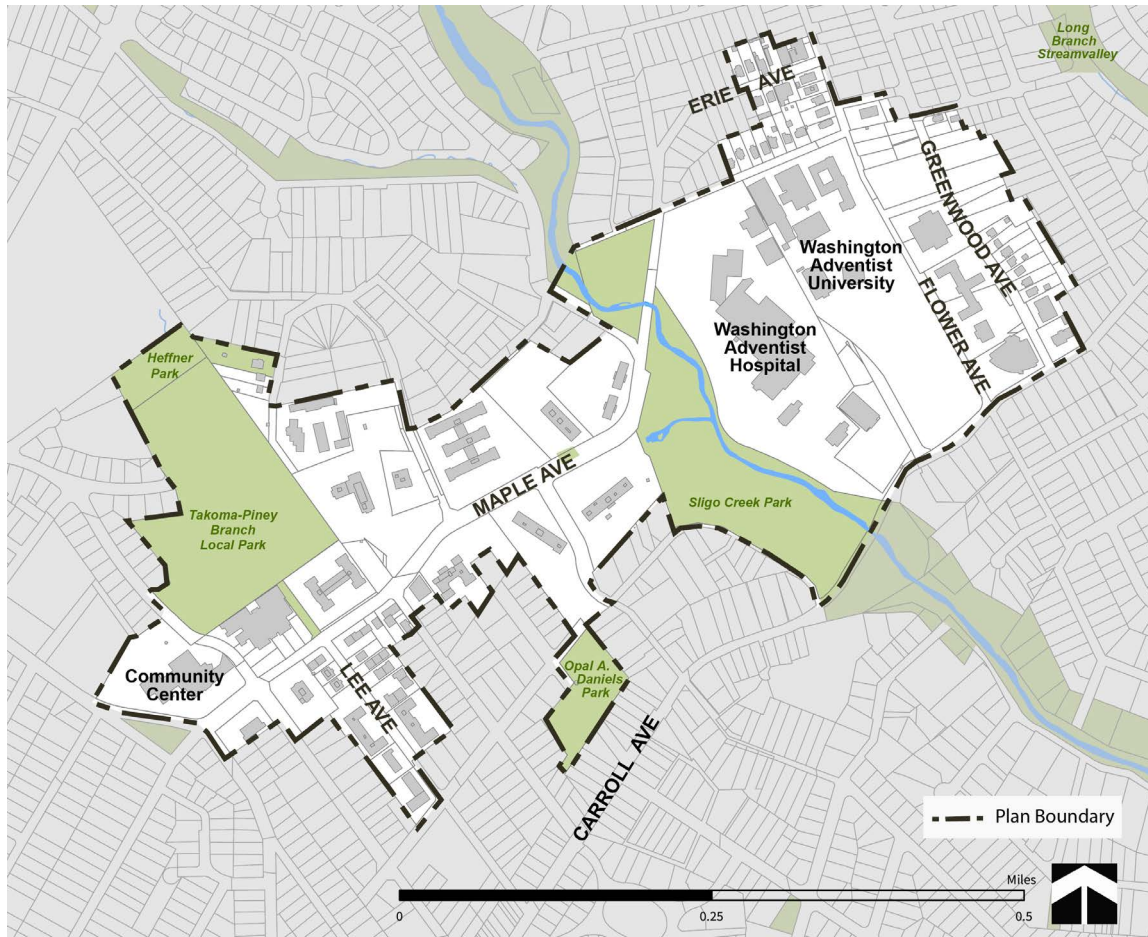 Long
Branch
Streamvalley
ERIE AVE
GREENWOOD AVE
Washington
Adventist
University
FLOWER AVE
Washington
Adventist
Hospital
Heffner
Park
MAPLE AVE
Sligo Creek Park
Takoma-Piney
Branch
Local Park
Community
Center
LEE AVE
Opal A.
Daniels
Park
CARROLL AVE
Plan Boundary
Miles
0
0.25
0.5